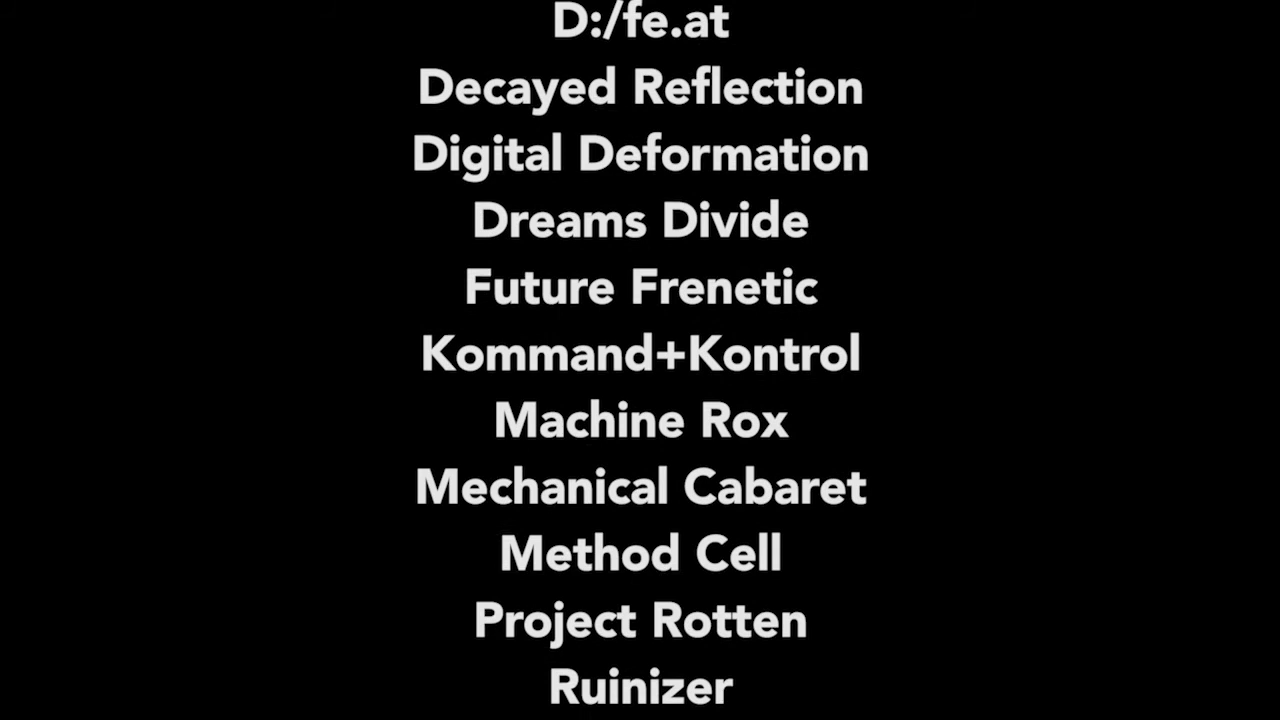 D:/fe.at
Decayed Reflection
Digital Deformation
Dreams Divide
Future Frenetic
Kommand+Kontrol
Machine Rox
Mechanical Cabaret
Method Cell
Project Rotten
Ruinizer